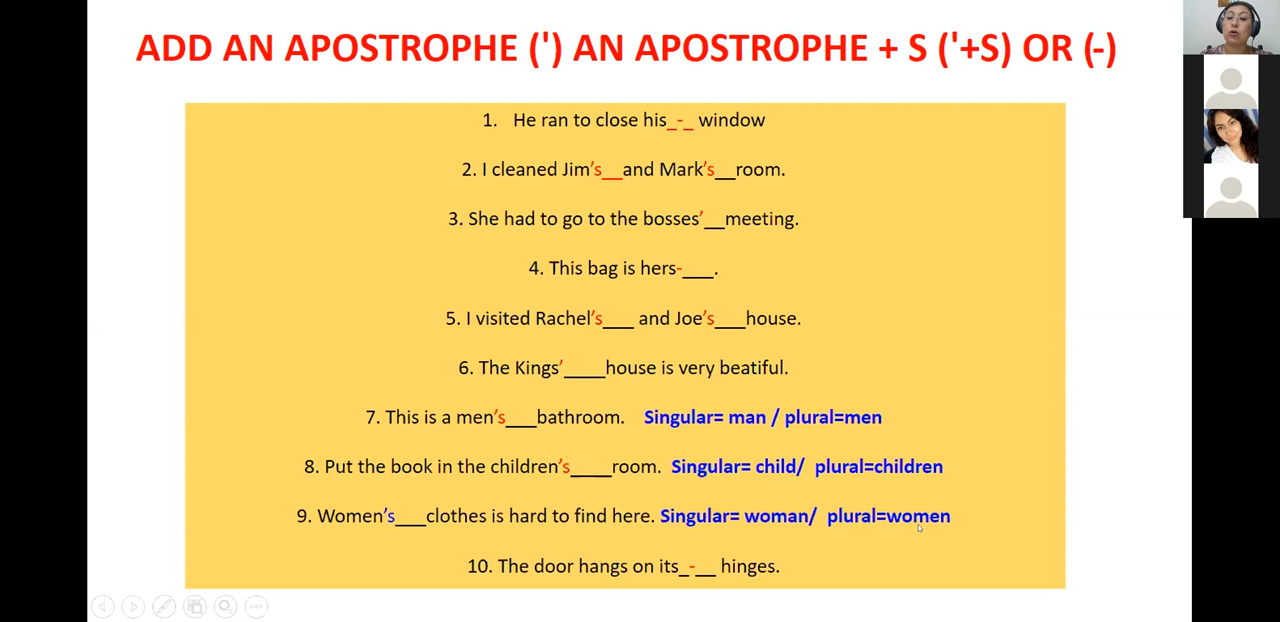 ADD AN APOSTROPHE (') AN APOSTROPHE + S ('+S) OR (-)
1. He ran to close his_-_ window
2. I cleaned Jim's__and Mark's__room.
3. She had to go to the bosses'__meeting.
4. This bag is hers-___.
5. I visited Rachel's___ and Joe's___house.
6. The Kings'____house is very beatiful.
7. This is a men's___bathroom. Singular= man / plural=men
8. Put the book in the children's____room. Singular= child/ plural=children
9. Women's___clothes is hard to find here. Singular= woman/ plural=women
10. The door hangs on its_-__ hinges.